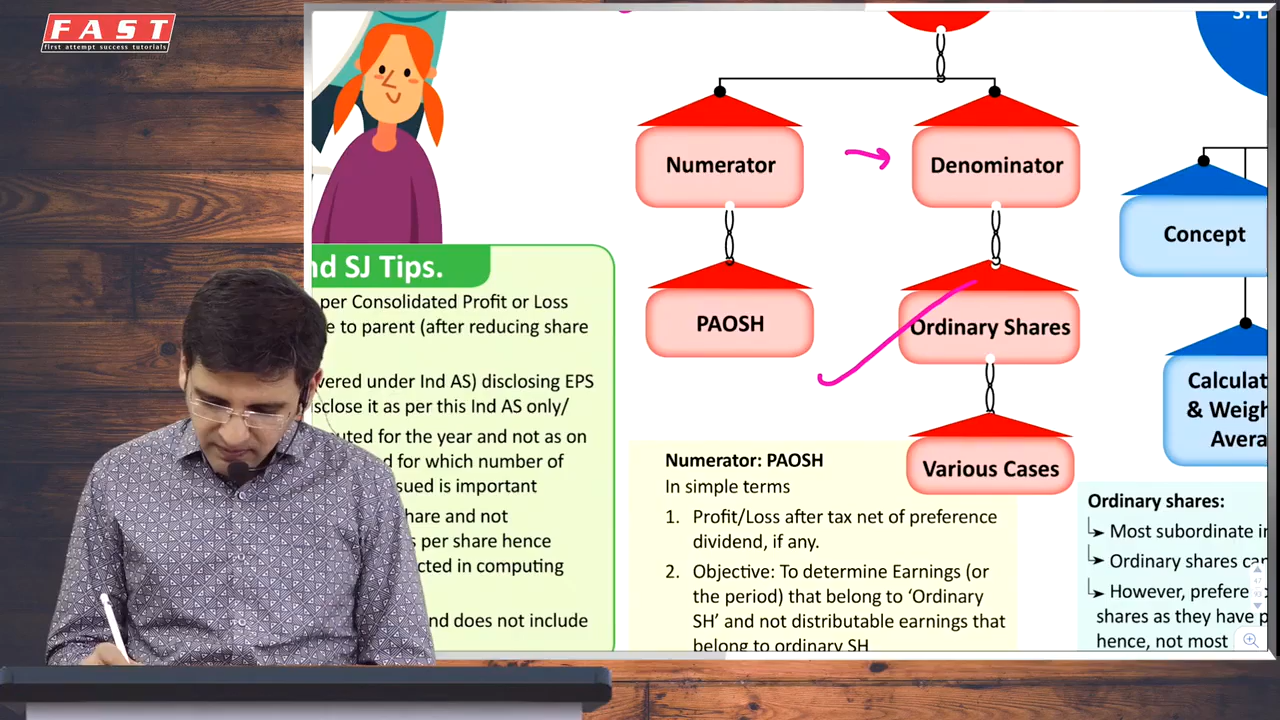 FAST
first attempt success tutorials
3.
Numerator
Denominator
Concept
PAOSH
Ordinary Shares
Various Cases
nd SJ Tips.
per Consolidated Profit or Loss
e to parent (after reducing share
vered under Ind AS) disclosing EPS
isclose it as per this Ind AS only/
uted for the year and not as on
d for which number of
sued is important
hare and not
s per share hence
cted in computing
nd does not include
Numerator: PAOSH
In simple terms
1. Profit/Loss after tax net of preference
dividend, if any.
2. Objective: To determine Earnings (or
the period) that belong to ‘Ordinary
SH’ and not distributable earnings that
belong to ordinary SH
Calculat
& Weigh
Avera
Ordinary shares:
Most subordinate in
Ordinary shares car
However, prefere
shares as they have p
hence, not most